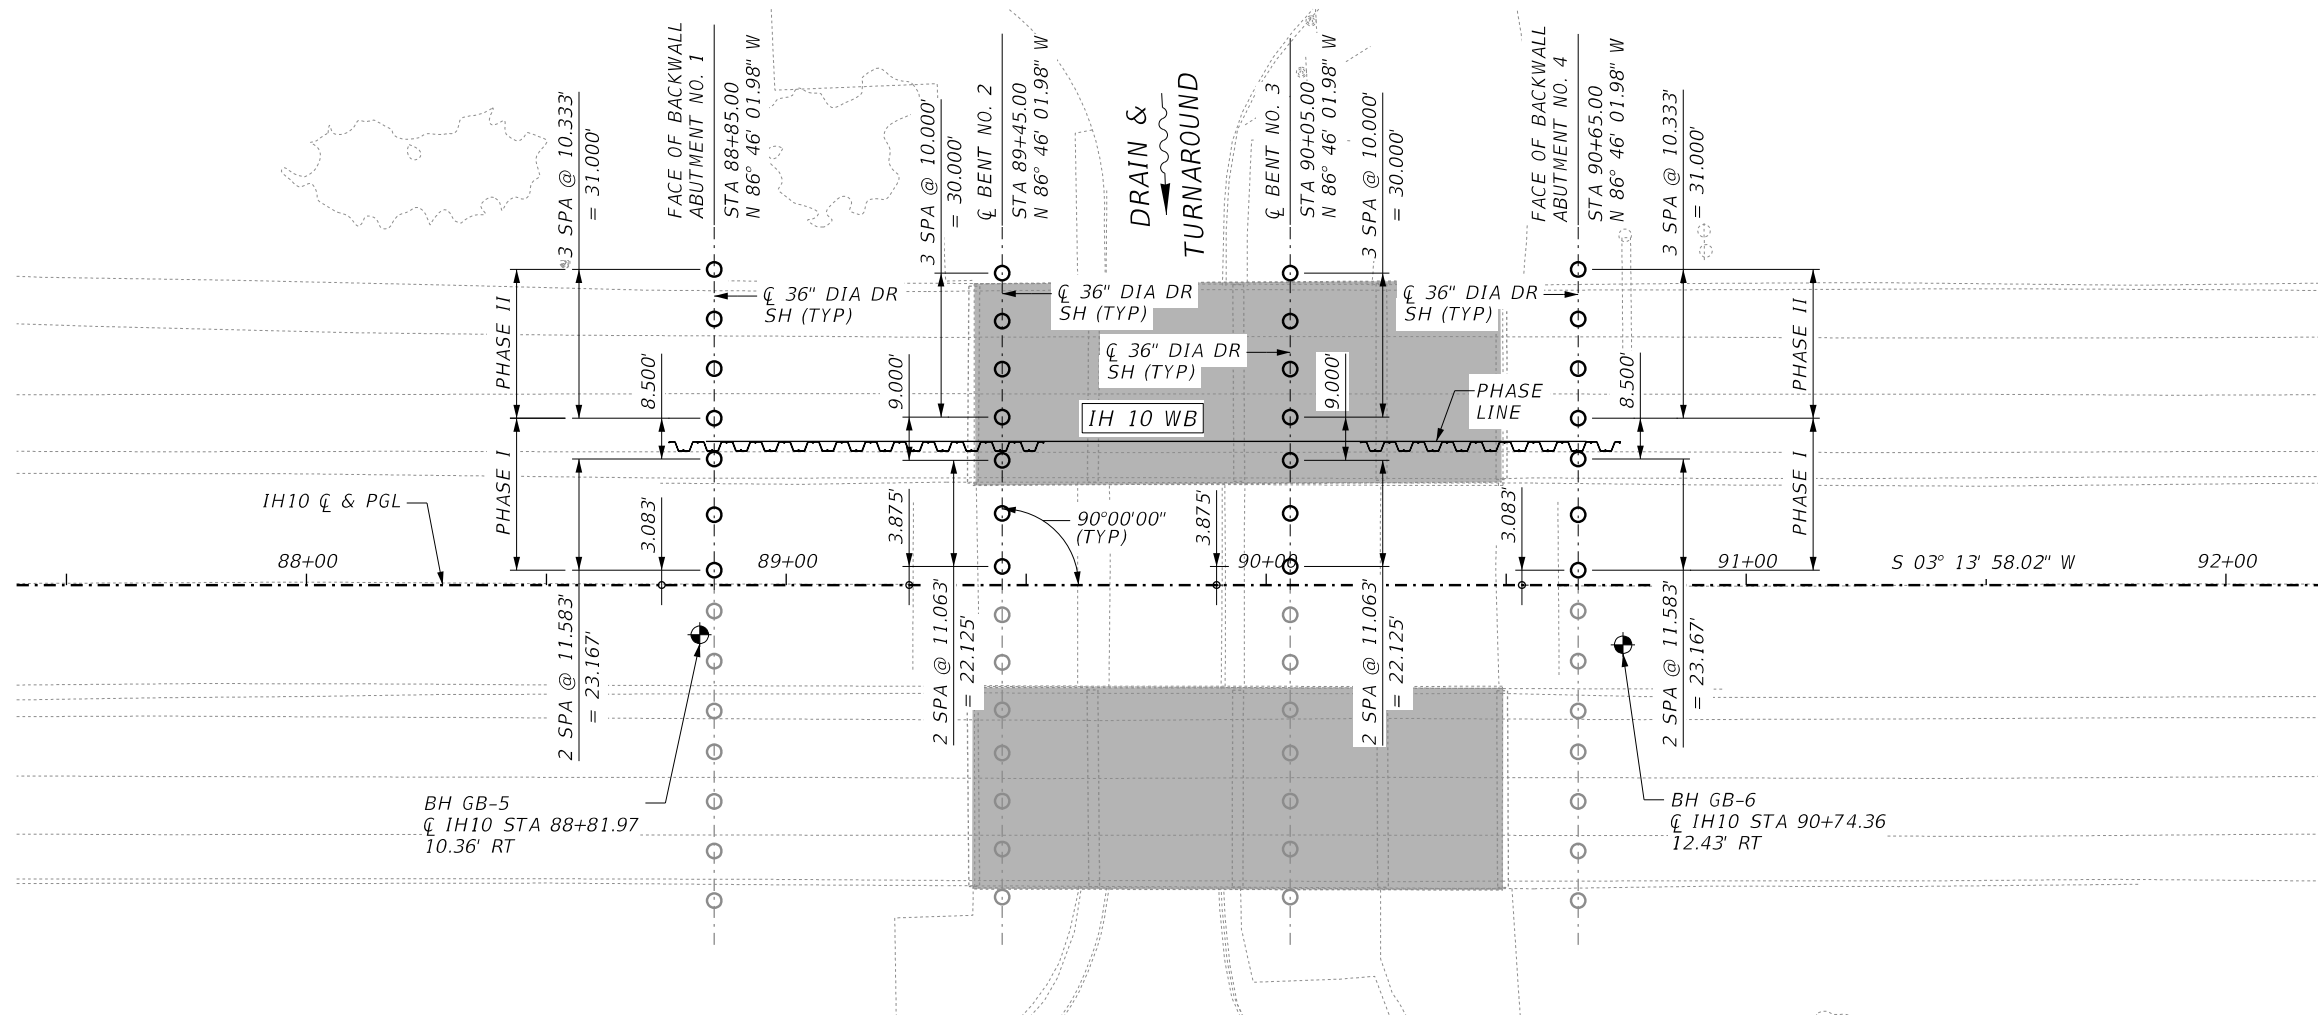 FACE OF BACKWALL
ABUTMENT NO. 1
STA 88+85.00
N 86° 46' 01.98" W
℄ BENT NO. 2
STA 89+45.00
N 86° 46' 01.98" W
DRAIN &
TURNAROUND
℄ BENT NO. 3
STA 90+05.00
N 86° 46' 01.98" W
FACE OF BACKWALL
ABUTMENT NO. 4
STA 90+65.00
N 86° 46' 01.98" W
3 SPA @ 10.333'
= 31.000'
3 SPA @ 10.000'
= 30.000'
3 SPA @ 10.000'
= 30.000'
3 SPA @ 10.333'
= 31.000'
℄ 36" DIA DR
SH (TYP)
℄ 36" DIA DR
SH (TYP)
℄ 36" DIA DR
SH (TYP)
℄ 36" DIA DR
SH (TYP)
PHASE II
8.500'
9.000'
9.000'
8.500'
PHASE II
IH 10 WB
PHASE
LINE
PHASE I
PHASE I
IH10 ℄ & PGL
3.083'
3.875'
90°00'00"
(TYP)
3.875'
3.083'
88+00
89+00
90+00
91+00
S 03° 13' 58.02" W
92+00
2 SPA @ 11.583'
= 23.167'
2 SPA @ 11.063'
= 22.125'
2 SPA @ 11.063'
= 22.125'
2 SPA @ 11.583'
= 23.167'
BH GB-5
℄ IH10 STA 88+81.97
10.36' RT
BH GB-6
℄ IH10 STA 90+74.36
12.43' RT